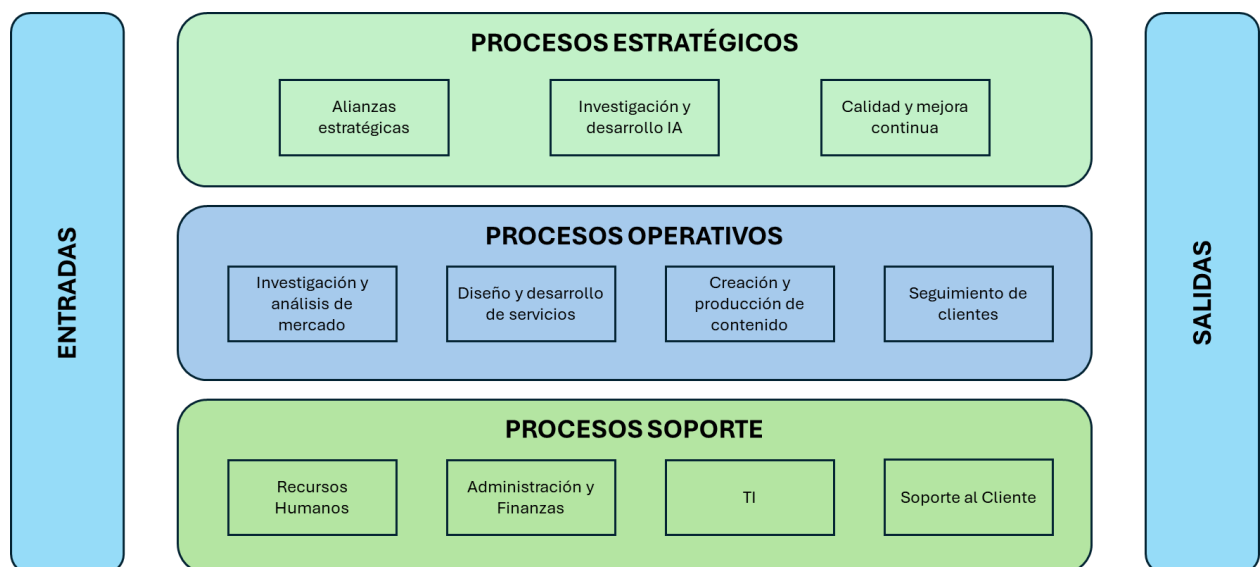 ENTRADAS
PROCESOS ESTRATÉGICOS
Alianzas
estratégicas
Investigación y
desarrollo IA
Calidad y mejora
continua
PROCESOS OPERATIVOS
Investigación y
análisis de
mercado
Diseño y desarrollo
de servicios
Creación y
producción de
contenido
Seguimiento de
clientes
PROCESOS SOPORTE
Recursos
Humanos
Administración y
Finanzas
TI
Soporte al Cliente
SALIDAS